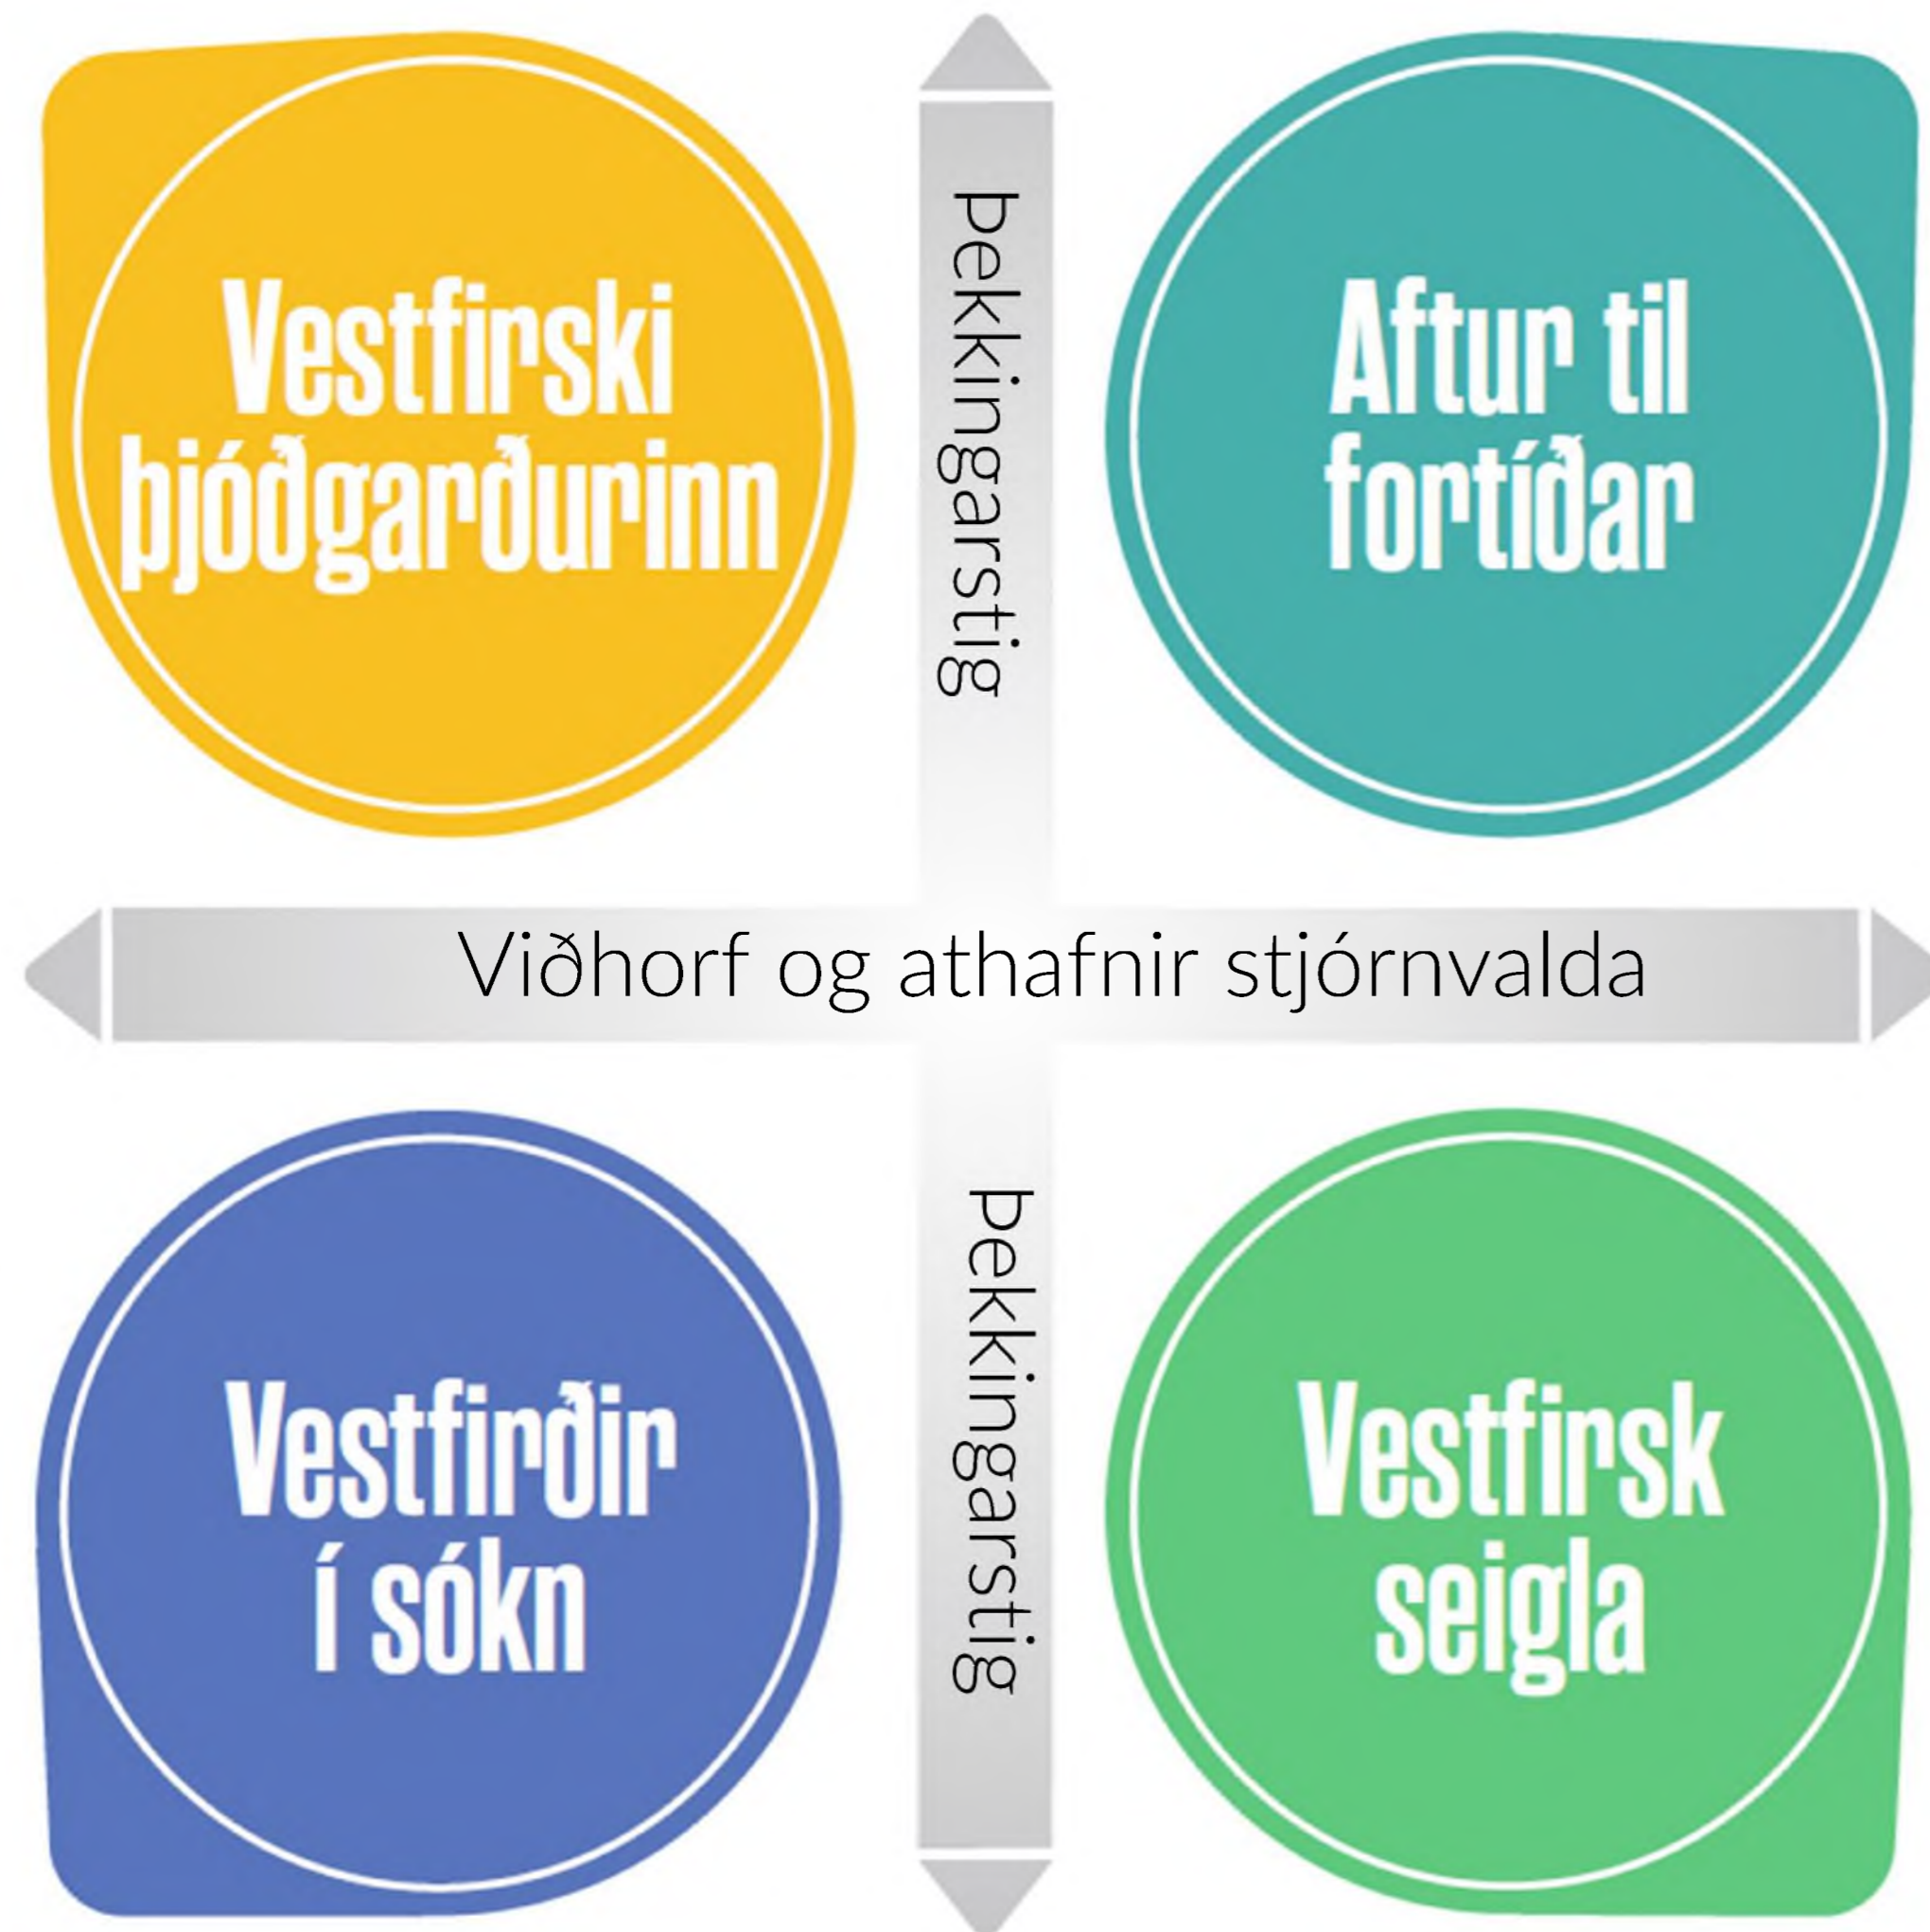 Vestfirski
þjóðgarðurinn
Þekkingarstig
Aftur til
fortíðar
Viðhorf og athafnir stjórnvalda
Vestfirðir
í sókn
Þekkingarstig
Vestfirsk
seigla